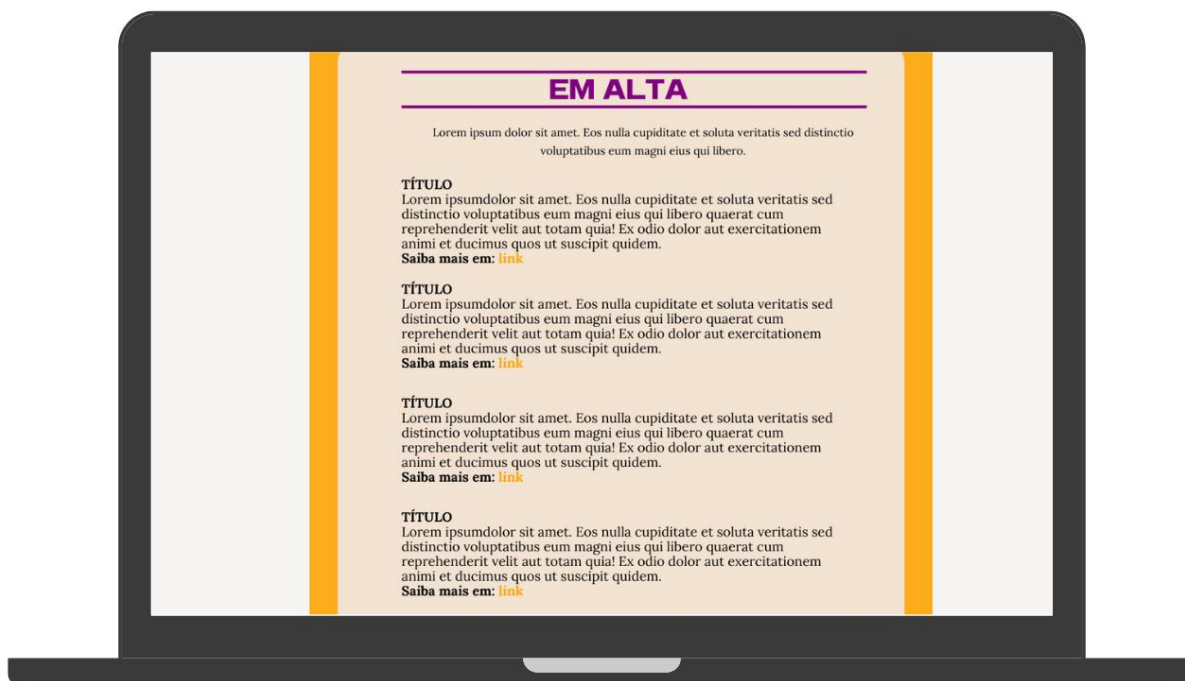 EM ALTA
Lorem ipsum dolor sit amet. Eos nulla cupiditate et soluta veritatis sed distinctio
voluptatibus eum magni eius qui libero.
TÍTULO
Lorem ipsumdolor sit amet. Eos nulla cupiditate et soluta veritatis sed
distinctio voluptatibus eum magni eius qui libero quaerat cum
reprehenderit velit aut totam quia! Ex odio dolor aut exercitationem
animi et ducimus quos ut suscipit quidem.
Saiba mais em: link
TÍTULO
Lorem ipsumdolor sit amet. Eos nulla cupiditate et soluta veritatis sed
distinctio voluptatibus eum magni eius qui libero quaerat cum
reprehenderit velit aut totam quia! Ex odio dolor aut exercitationem
animi et ducimus quos ut suscipit quidem.
Saiba mais em: link
TÍTULO
Lorem ipsumdolor sit amet. Eos nulla cupiditate et soluta veritatis sed
distinctio voluptatibus eum magni eius qui libero quaerat cum
reprehenderit velit aut totam quia! Ex odio dolor aut exercitationem
animi et ducimus quos ut suscipit quidem.
Saiba mais em: link
TÍTULO
Lorem ipsumdolor sit amet. Eos nulla cupiditate et soluta veritatis sed
distinctio voluptatibus eum magni eius qui libero quaerat cum
reprehenderit velit aut totam quia! Ex odio dolor aut exercitationem
animi et ducimus quos ut suscipit quidem.
Saiba mais em: link